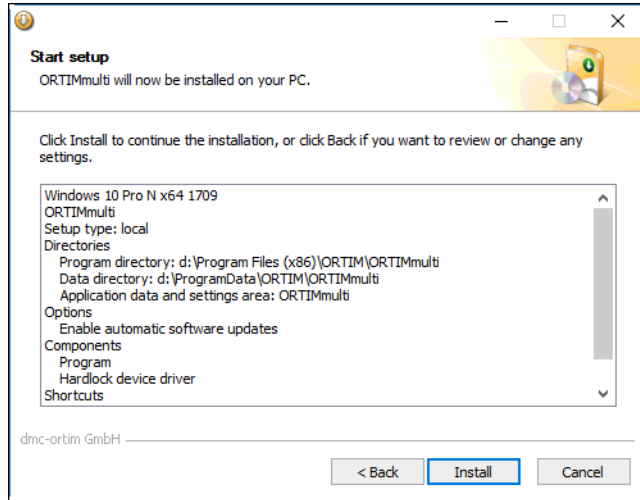 Start setup
ORTIMmulti will now be installed on your PC.
Click Install to continue the installation, or click Back if you want to review or change any
settings.
Windows 10 Pro N x64 1709
ORTIMmulti
Setup type: local
Directories
Program directory: d:\Program Files (x86)\ORTIM\ORTIMmulti
Data directory: d:\ProgramData\ORTIM\ORTIMmulti
Application data and settings area: ORTIMmulti
Options
Enable automatic software updates
Components
Program
Hardlock device driver
Shortcuts
dmc-ortim GmbH
< Back Install Cancel